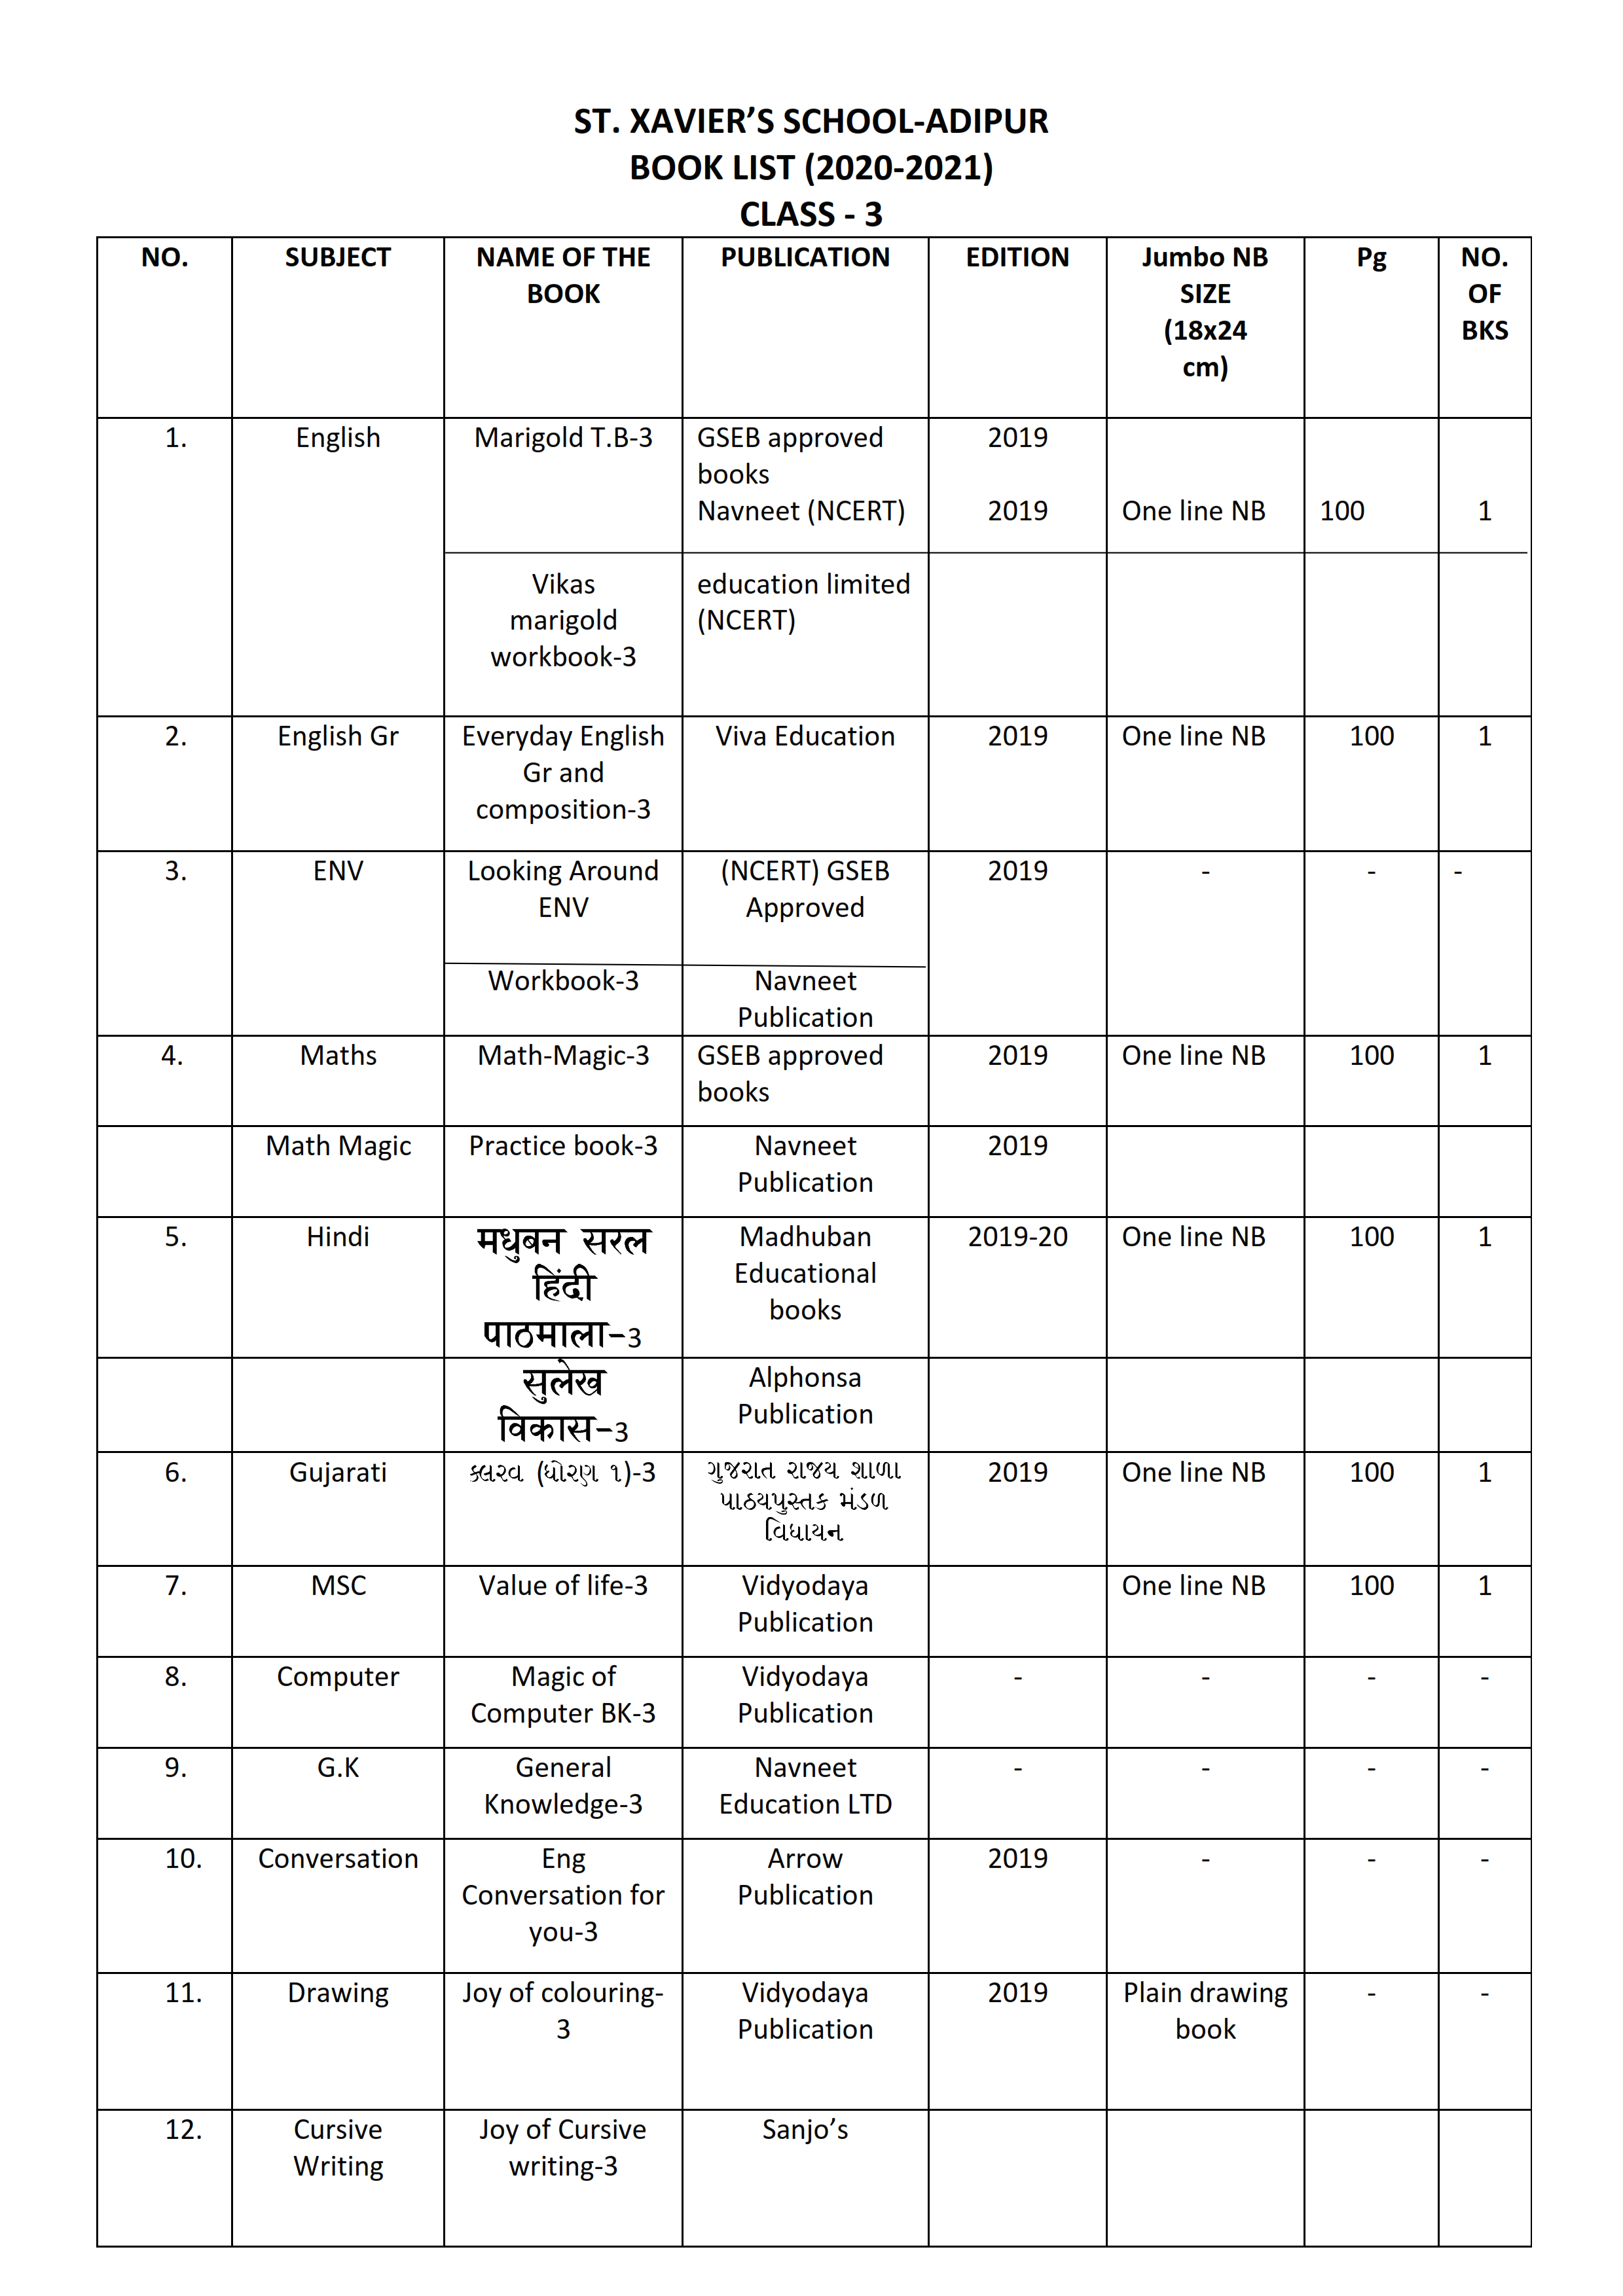 ST. XAVIER’S SCHOOL-ADIPUR
BOOK LIST (2020-2021)
CLASS - 3
NO. SUBJECT NAME OF THE BOOK PUBLICATION EDITION Jumbo NB SIZE (18x24 cm) Pg NO. OF BKS
1. English Marigold T.B-3 GSEB approved books 2019
Navneet (NCERT) 2019 One line NB 100 1
Vikas marigold workbook-3 education limited (NCERT)
2. English Gr Everyday English Gr and composition-3 Viva Education 2019 One line NB 100 1
3. ENV Looking Around ENV (NCERT) GSEB Approved 2019 - - -
Workbook-3 Navneet Publication
4. Maths Math-Magic-3 GSEB approved books 2019 One line NB 100 1
Math Magic Practice book-3 Navneet Publication 2019
5. Hindi मधुबन सरल हिंदी पाठमाला-3 Madhuban Educational books 2019-20 One line NB 100 1
सुलेख विकास-3 Alphonsa Publication
6. Gujarati ક્લરવ (ધોરણ ૧)-3 ગુજરાત રાજય શાળા પાઠયપુસ્તક મંડળ વિધાયન 2019 One line NB 100 1
7. MSC Value of life-3 Vidyodaya Publication One line NB 100 1
8. Computer Magic of Computer BK-3 Vidyodaya Publication - - - -
9. G.K General Knowledge-3 Navneet Education LTD - - - -
10. Conversation Eng Conversation for you-3 Arrow Publication 2019 - - -
11. Drawing Joy of colouring-3 Vidyodaya Publication 2019 Plain drawing book - -
12. Cursive Writing Joy of Cursive writing-3 Sanjo’s